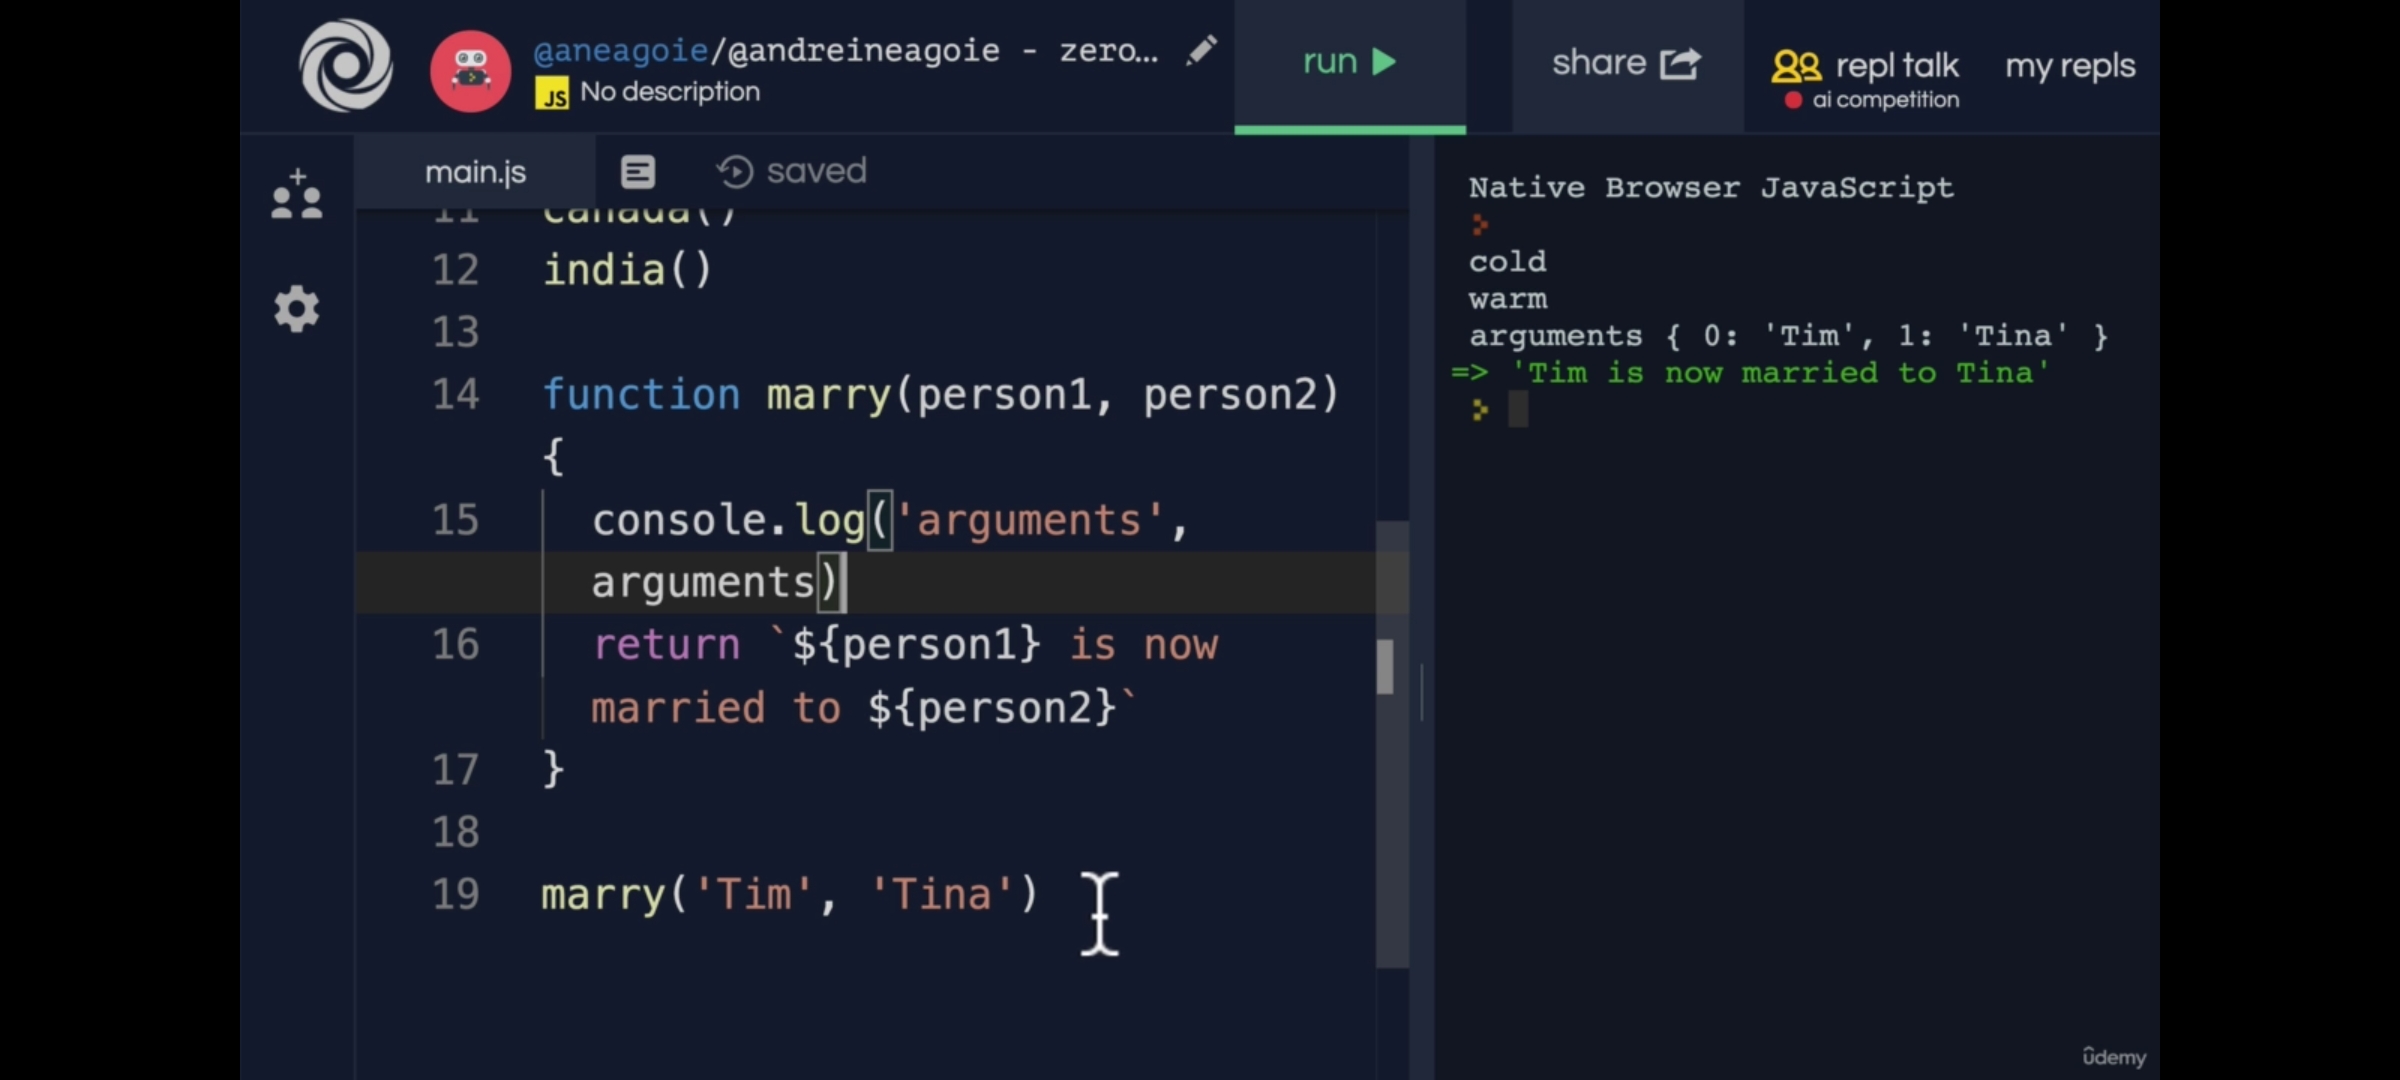 @aneagoie/@andreineagoie - zero...
JS No description
run
share
repl talk
ai competition
my repls
main.js
saved
11 canada()
12 india()
13
14 function marry(person1, person2)
{
15 console.log('arguments',
arguments)
16 return `${person1} is now
married to ${person2}`
17 }
18
19 marry('Tim', 'Tina')
Native Browser JavaScript
cold
warm
arguments { 0: 'Tim', 1: 'Tina' }
=> 'Tim is now married to Tina'
ûdemy